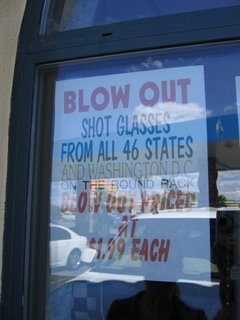 BLOW OUT
SHOT GLASSES
FROM ALL 46 STATES
AND WASHINGTON D.C.
ON THE ROUND RACK
BLOW OUT PRICED
AT
$1.99 EACH